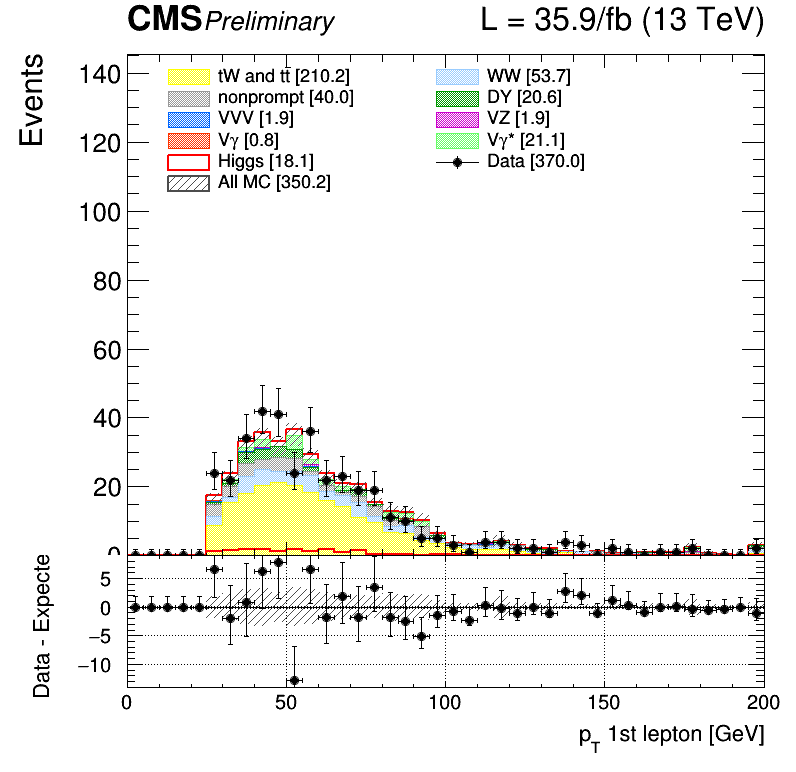 CMS Preliminary L = 35.9/fb (13 TeV)
Events
140
120
100
80
60
40
20
0
tW and tt̄ [210.2]
nonprompt [40.0]
VVV [1.9]
Vγ [0.8]
Higgs [18.1]
All MC [350.2]
WW [53.7]
DY [20.6]
VZ [1.9]
Vγ* [21.1]
Data [370.0]
Data - Expecte
5
0
−5
−10
0 50 100 150 200
pT 1st lepton [GeV]